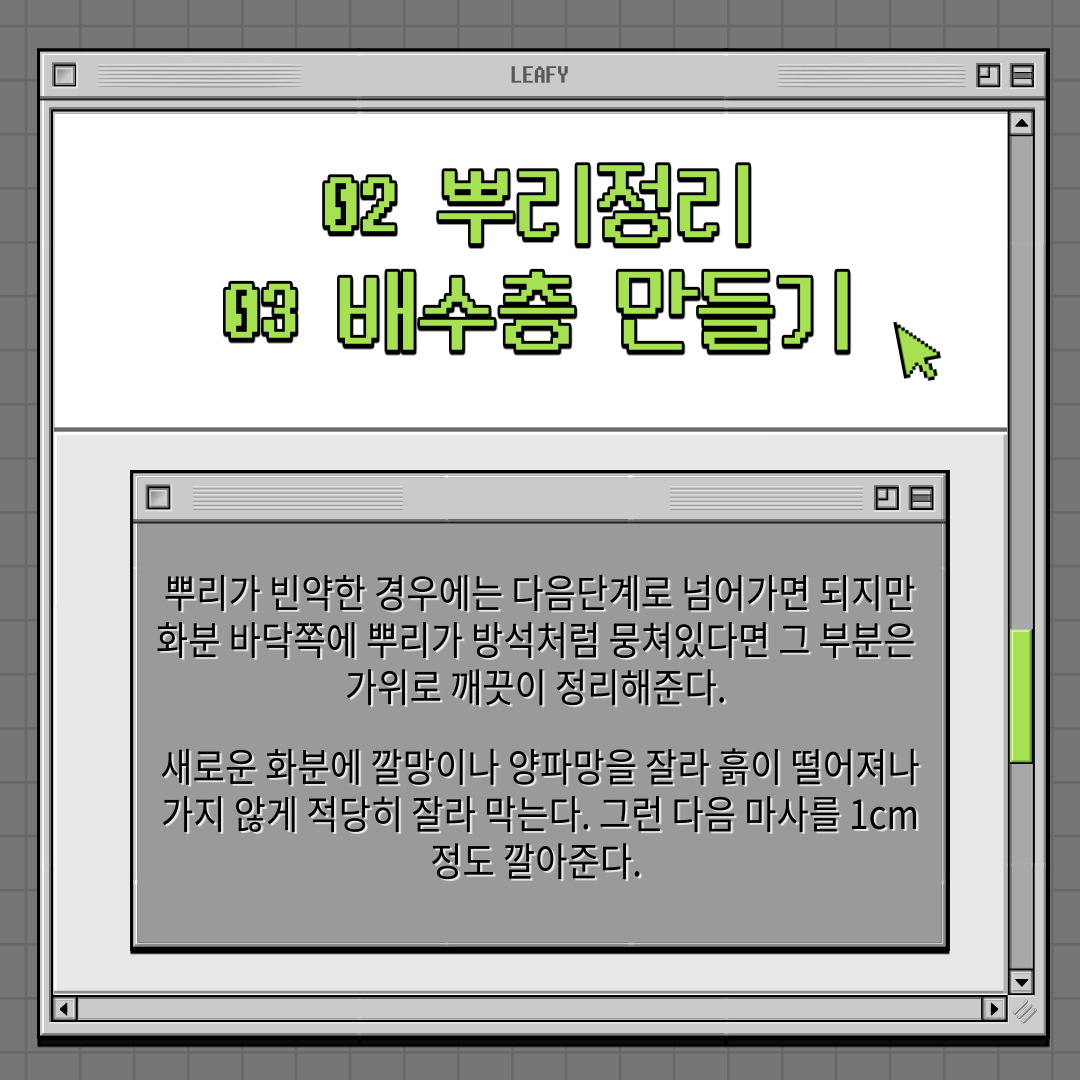 LEAFY
02 뿌리정리
03 배수층 만들기
뿌리가 빈약한 경우에는 다음단계로 넘어가면 되지만
화분 바닥쪽에 뿌리가 방석처럼 뭉쳐있다면 그 부분은
가위로 깨끗이 정리해준다.
새로운 화분에 깔망이나 양파망을 잘라 흙이 떨어져나
가지 않게 적당히 잘라 막는다. 그런 다음 마사를 1cm
정도 깔아준다.